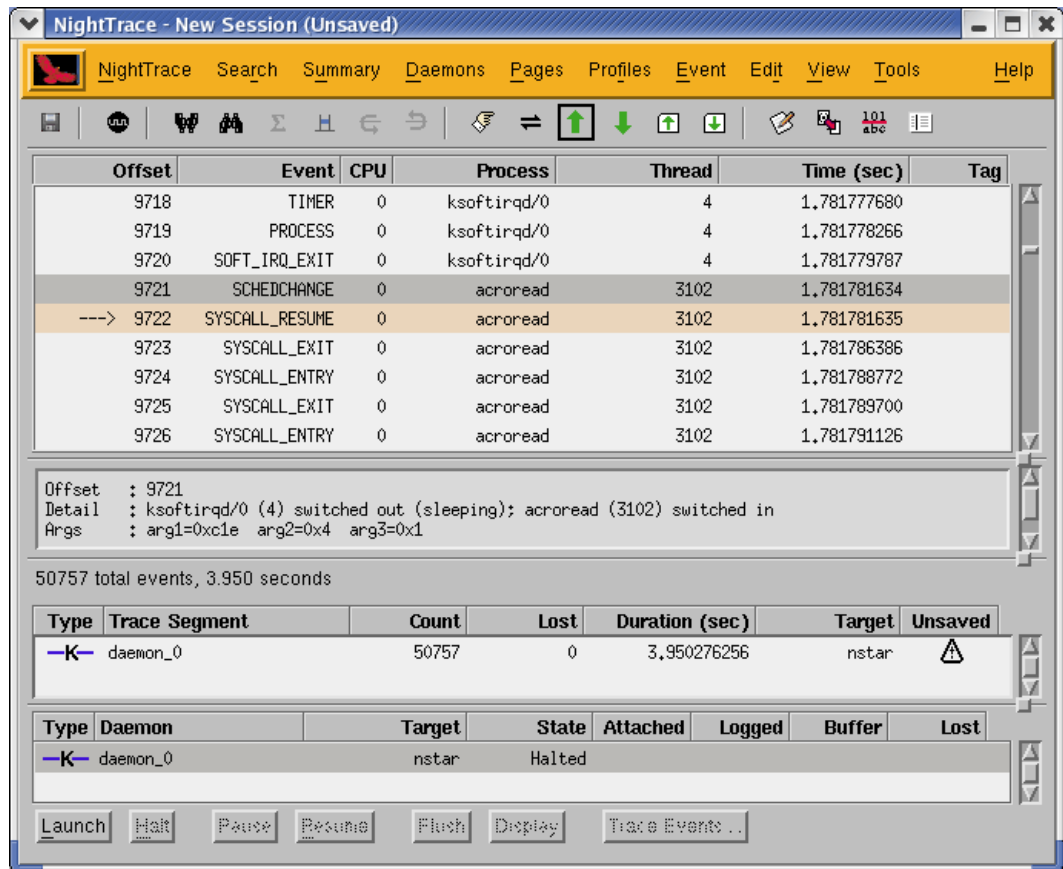 NightTrace - New Session (Unsaved)
NightTrace Search Summary Daemons Pages Profiles Event Edit View Tools Help
101
abc
Offset Event CPU Process Thread Time (sec) Tag
9718 TIMER 0 ksoftirqd/0 4 1.781777680
9719 PROCESS 0 ksoftirqd/0 4 1.781778266
9720 SOFT_IRQ_EXIT 0 ksoftirqd/0 4 1.781779787
9721 SCHEDCHANGE 0 acroread 3102 1.781781634
---> 9722 SYSCALL_RESUME 0 acroread 3102 1.781781635
9723 SYSCALL_EXIT 0 acroread 3102 1.781786386
9724 SYSCALL_ENTRY 0 acroread 3102 1.781788772
9725 SYSCALL_EXIT 0 acroread 3102 1.781789700
9726 SYSCALL_ENTRY 0 acroread 3102 1.781791126
Offset : 9721
Detail : ksoftirqd/0 (4) switched out (sleeping); acroread (3102) switched in
Args : arg1=0xc1e arg2=0x4 arg3=0x1
50757 total events, 3.950 seconds
Type Trace Segment Count Lost Duration (sec) Target Unsaved
K daemon_0 50757 0 3.950276256 nstar
Type Daemon Target State Attached Logged Buffer Lost
K daemon_0 nstar Halted
Launch Halt Pause Resume Flush Display Trace Events ..